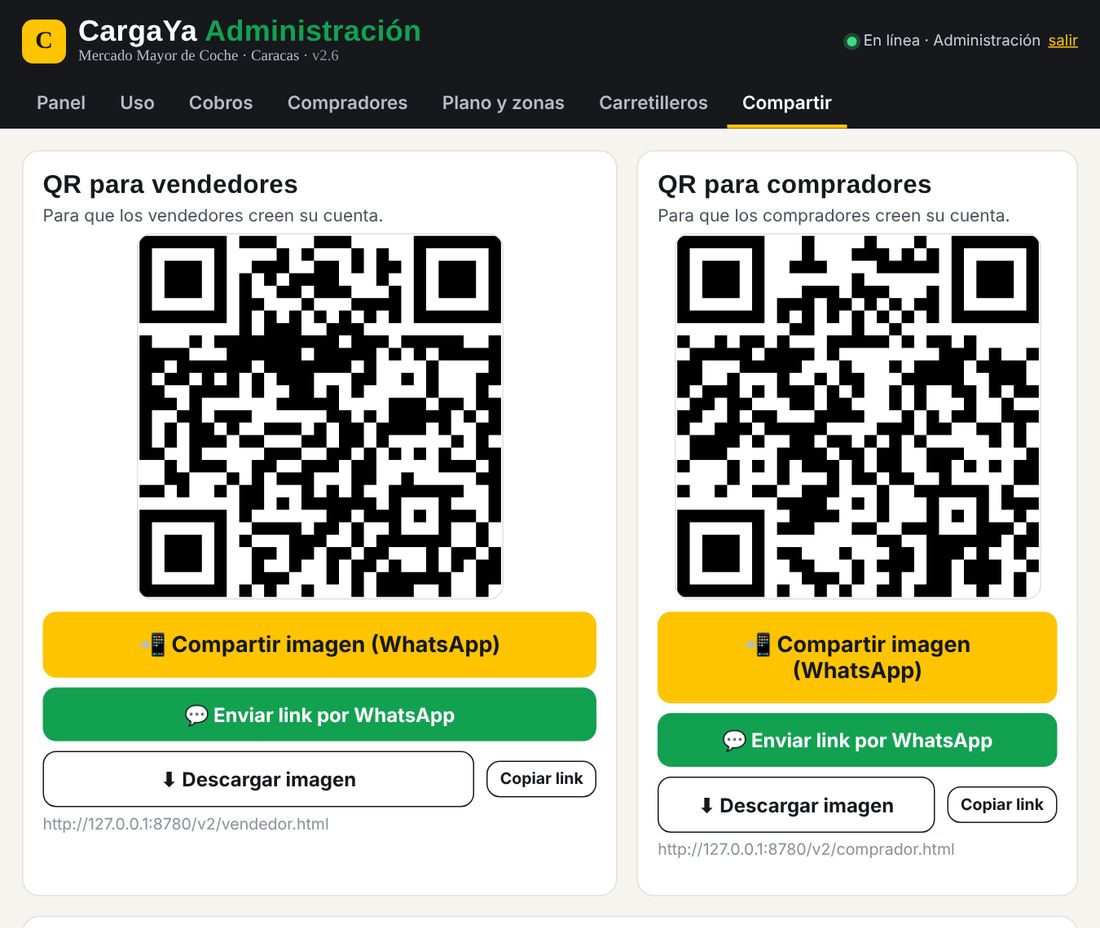 C
CargaYa Administración
Mercado Mayor de Coche · Caracas · v2.6
En línea · Administración salir
Panel Uso Cobros Compradores Plano y zonas Carretilleros Compartir
QR para vendedores
Para que los vendedores creen su cuenta.
📲 Compartir imagen (WhatsApp)
💬 Enviar link por WhatsApp
⬇ Descargar imagen
Copiar link
http://127.0.0.1:8780/v2/vendedor.html
QR para compradores
Para que los compradores creen su cuenta.
📲 Compartir imagen
(WhatsApp)
💬 Enviar link por WhatsApp
⬇ Descargar imagen
Copiar link
http://127.0.0.1:8780/v2/comprador.html